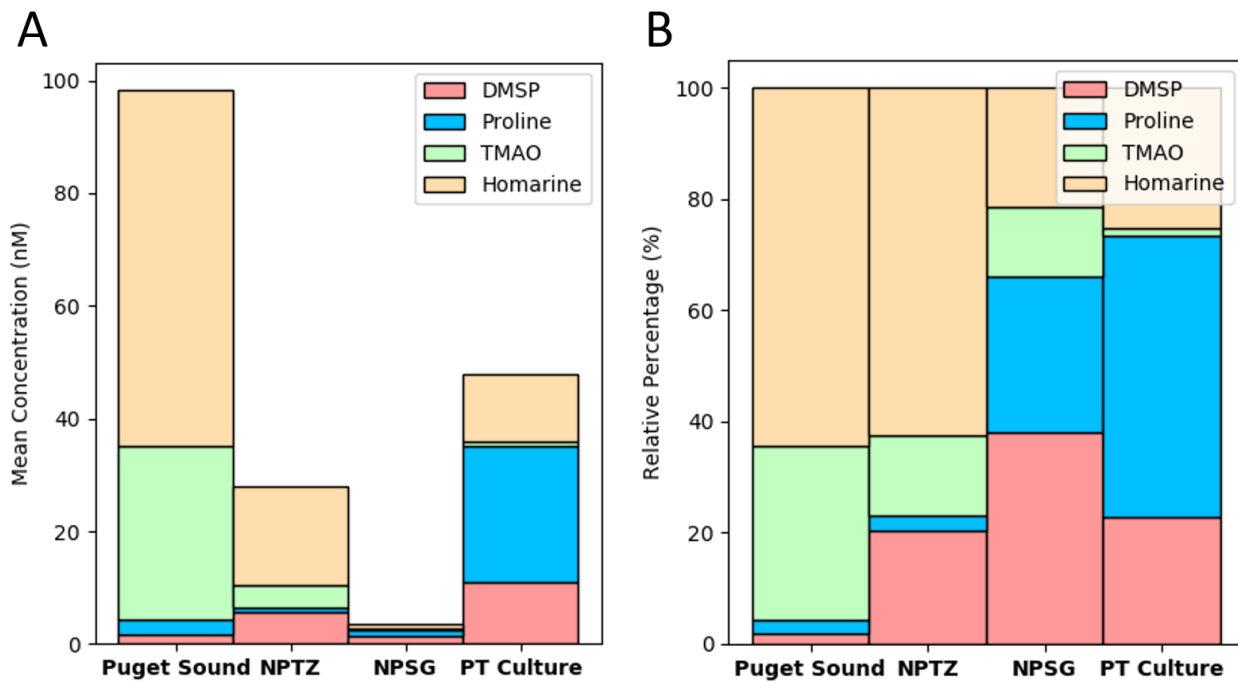 A
B
Mean Concentration (nM)
100
80
60
40
20
0
DMSP
Proline
TMAO
Homarine
Puget Sound NPTZ NPSG PT Culture
Relative Percentage (%)
100
80
60
40
20
0
DMSP
Proline
TMAO
Homarine
Puget Sound NPTZ NPSG PT Culture